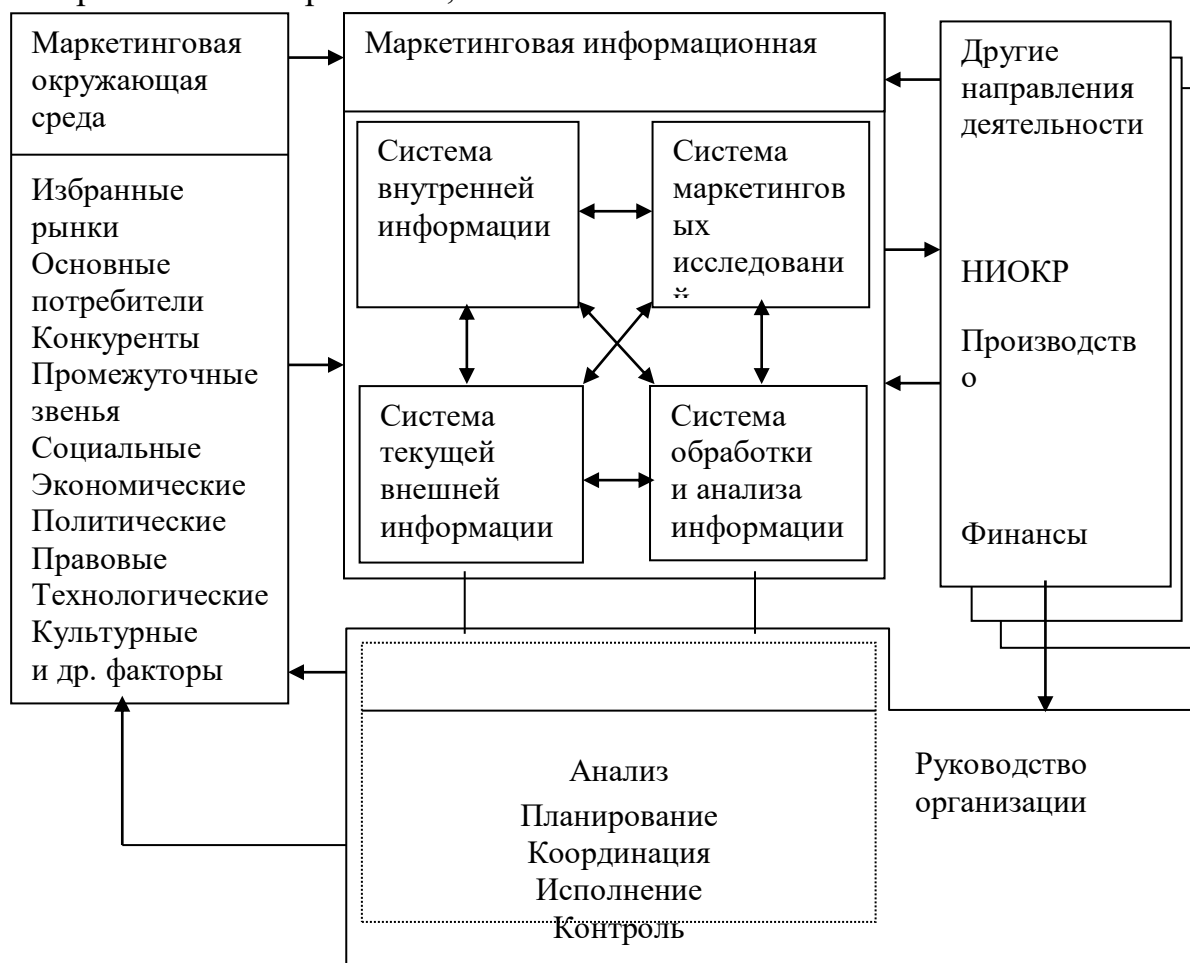 Маркетинговая
окружающая
среда
Избранные
рынки
Основные
потребители
Конкуренты
Промежуточные
звенья
Социальные
Экономические
Политические
Правовые
Технологические
Культурные
и др. факторы
Маркетинговая информационная
Система
внутренней
информации
Система
маркетингов
ых
исследовани
й
Система
текущей
внешней
информации
Система
обработки
и анализа
информации
Другие
направления
деятельности
НИОКР
Производств
о
Финансы
Анализ
Планирование
Координация
Исполнение
Контроль
Руководство
организации